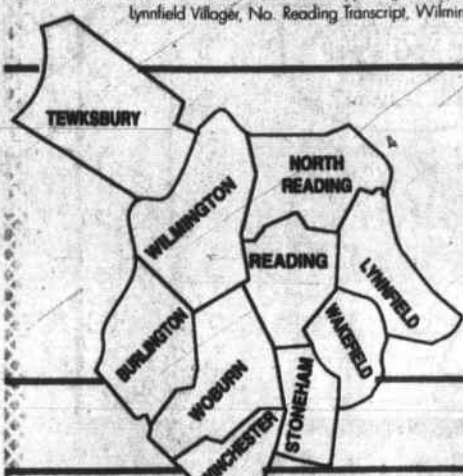 Lynnfield Villager, No. Reading Transcript, Wilmin
TEWKSBURY
NORTH
READING
WILMINGTON
READING
LYNNFIELD
BURLINGTON
WAKEFIELD
WOBURN
STONEHAM
WINCHESTER